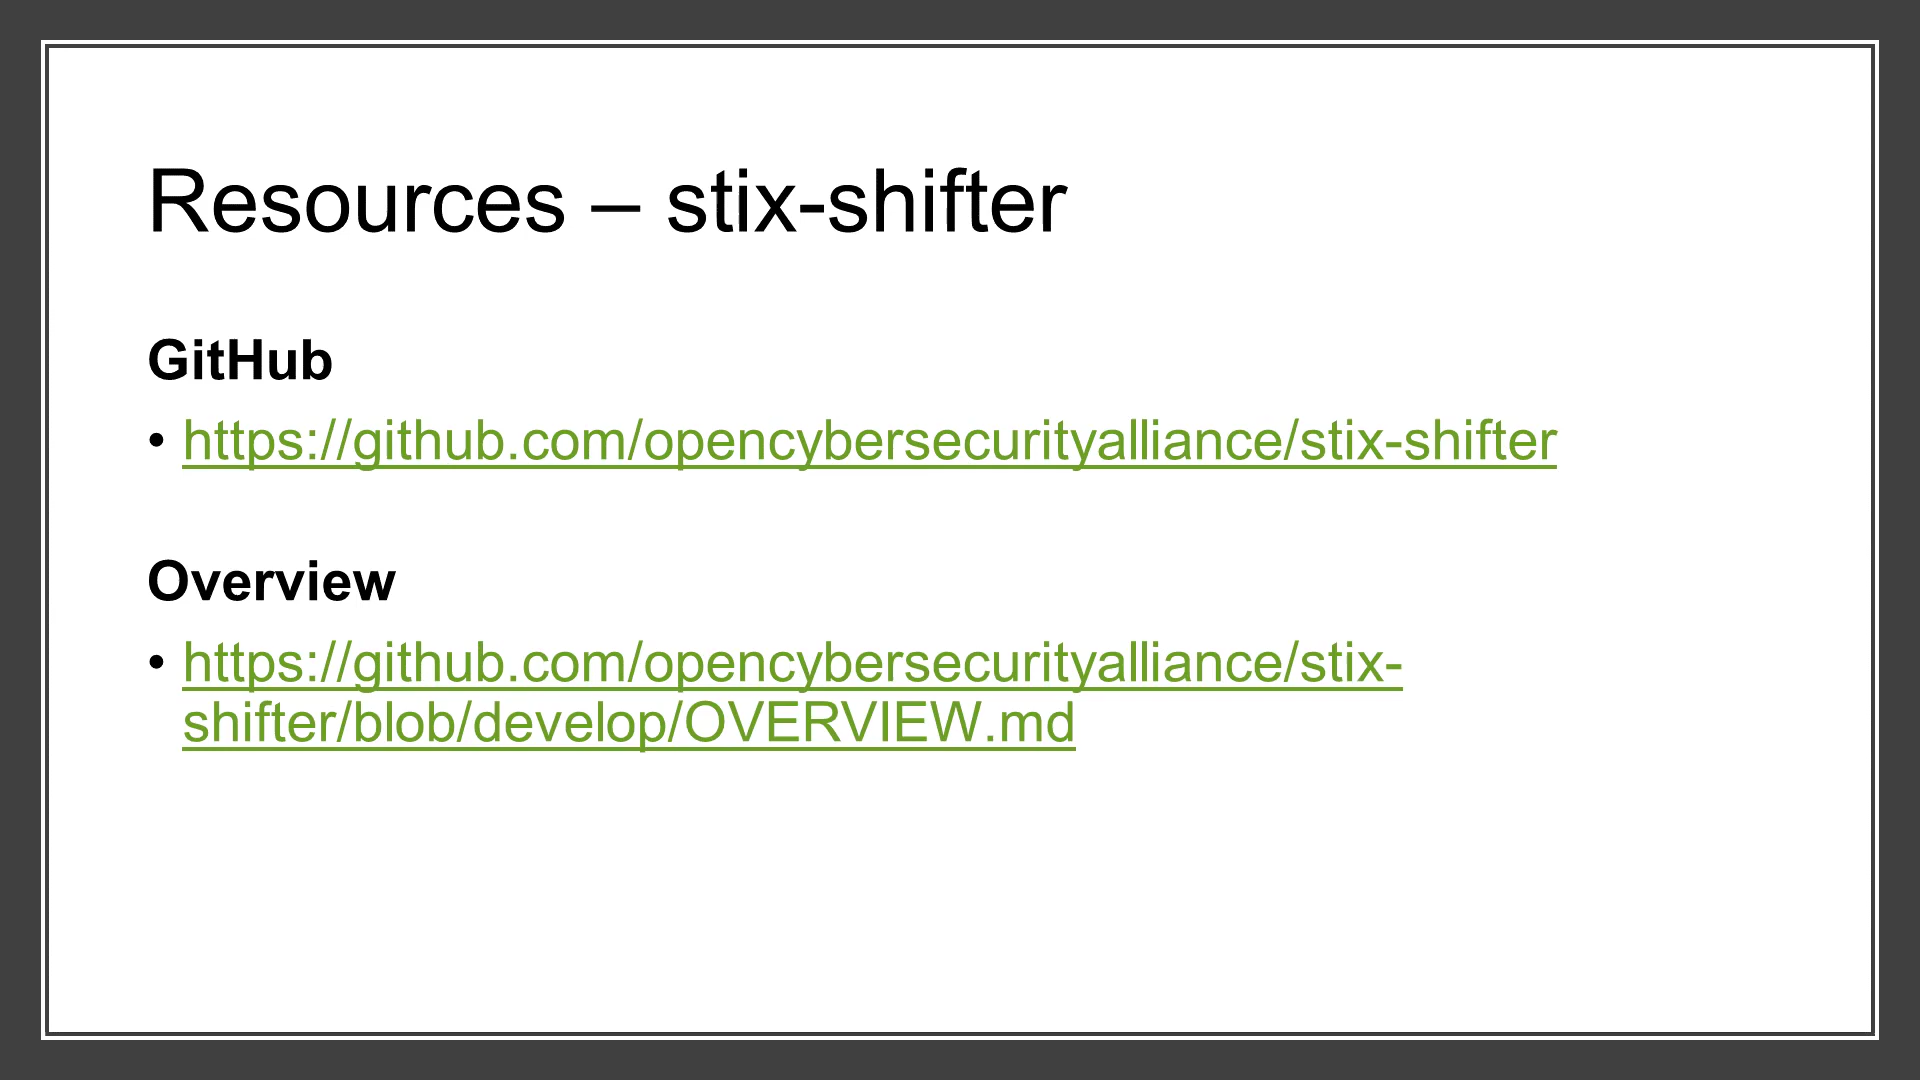 Resources – stix-shifter
GitHub
• https://github.com/opencybersecurityalliance/stix-shifter
Overview
• https://github.com/opencybersecurityalliance/stix-
shifter/blob/develop/OVERVIEW.md